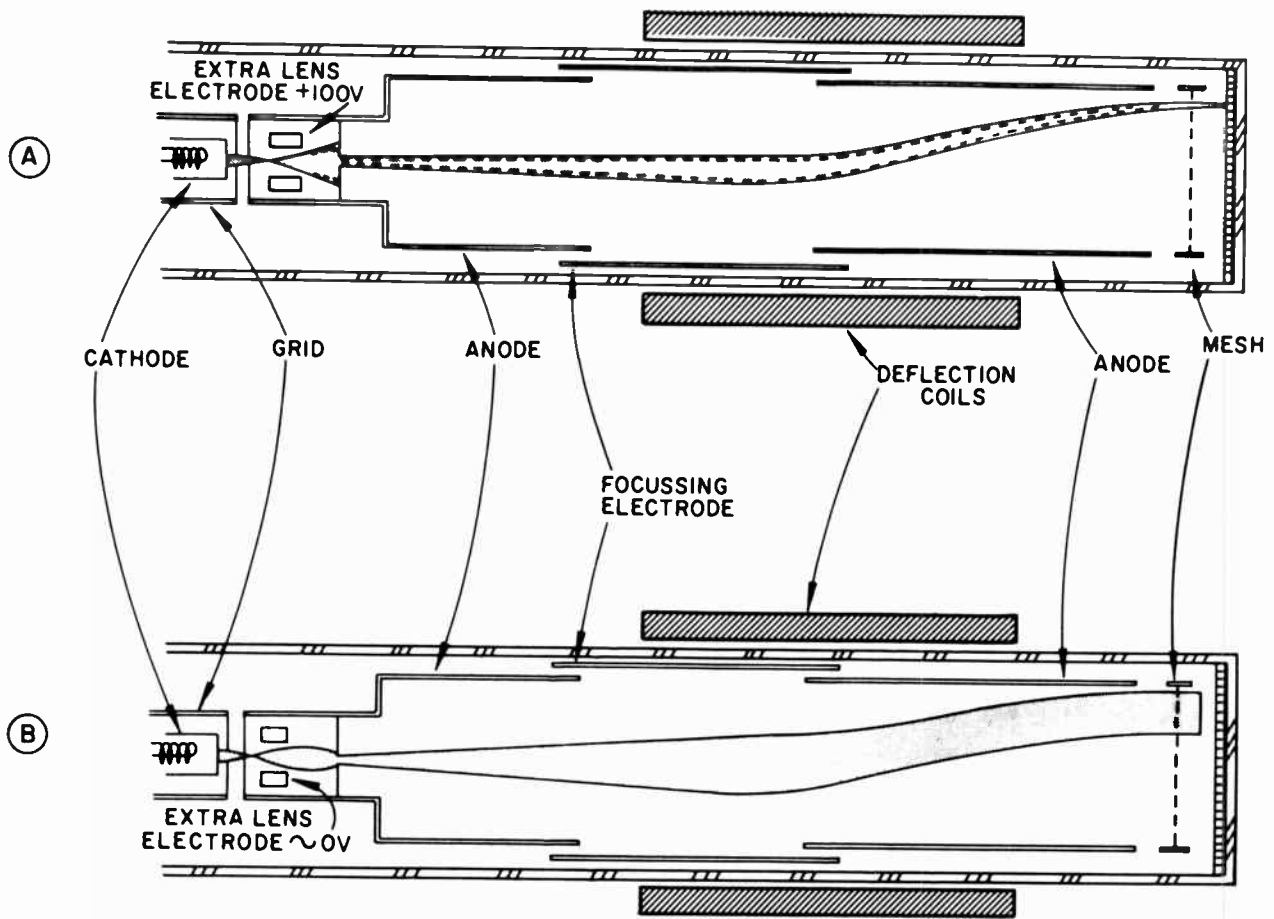 EXTRA LENS
ELECTRODE +100V
A
CATHODE
GRID
ANODE
DEFLECTION
COILS
ANODE
MESH
FOCUSSING
ELECTRODE
B
EXTRA LENS
ELECTRODE ~ 0V